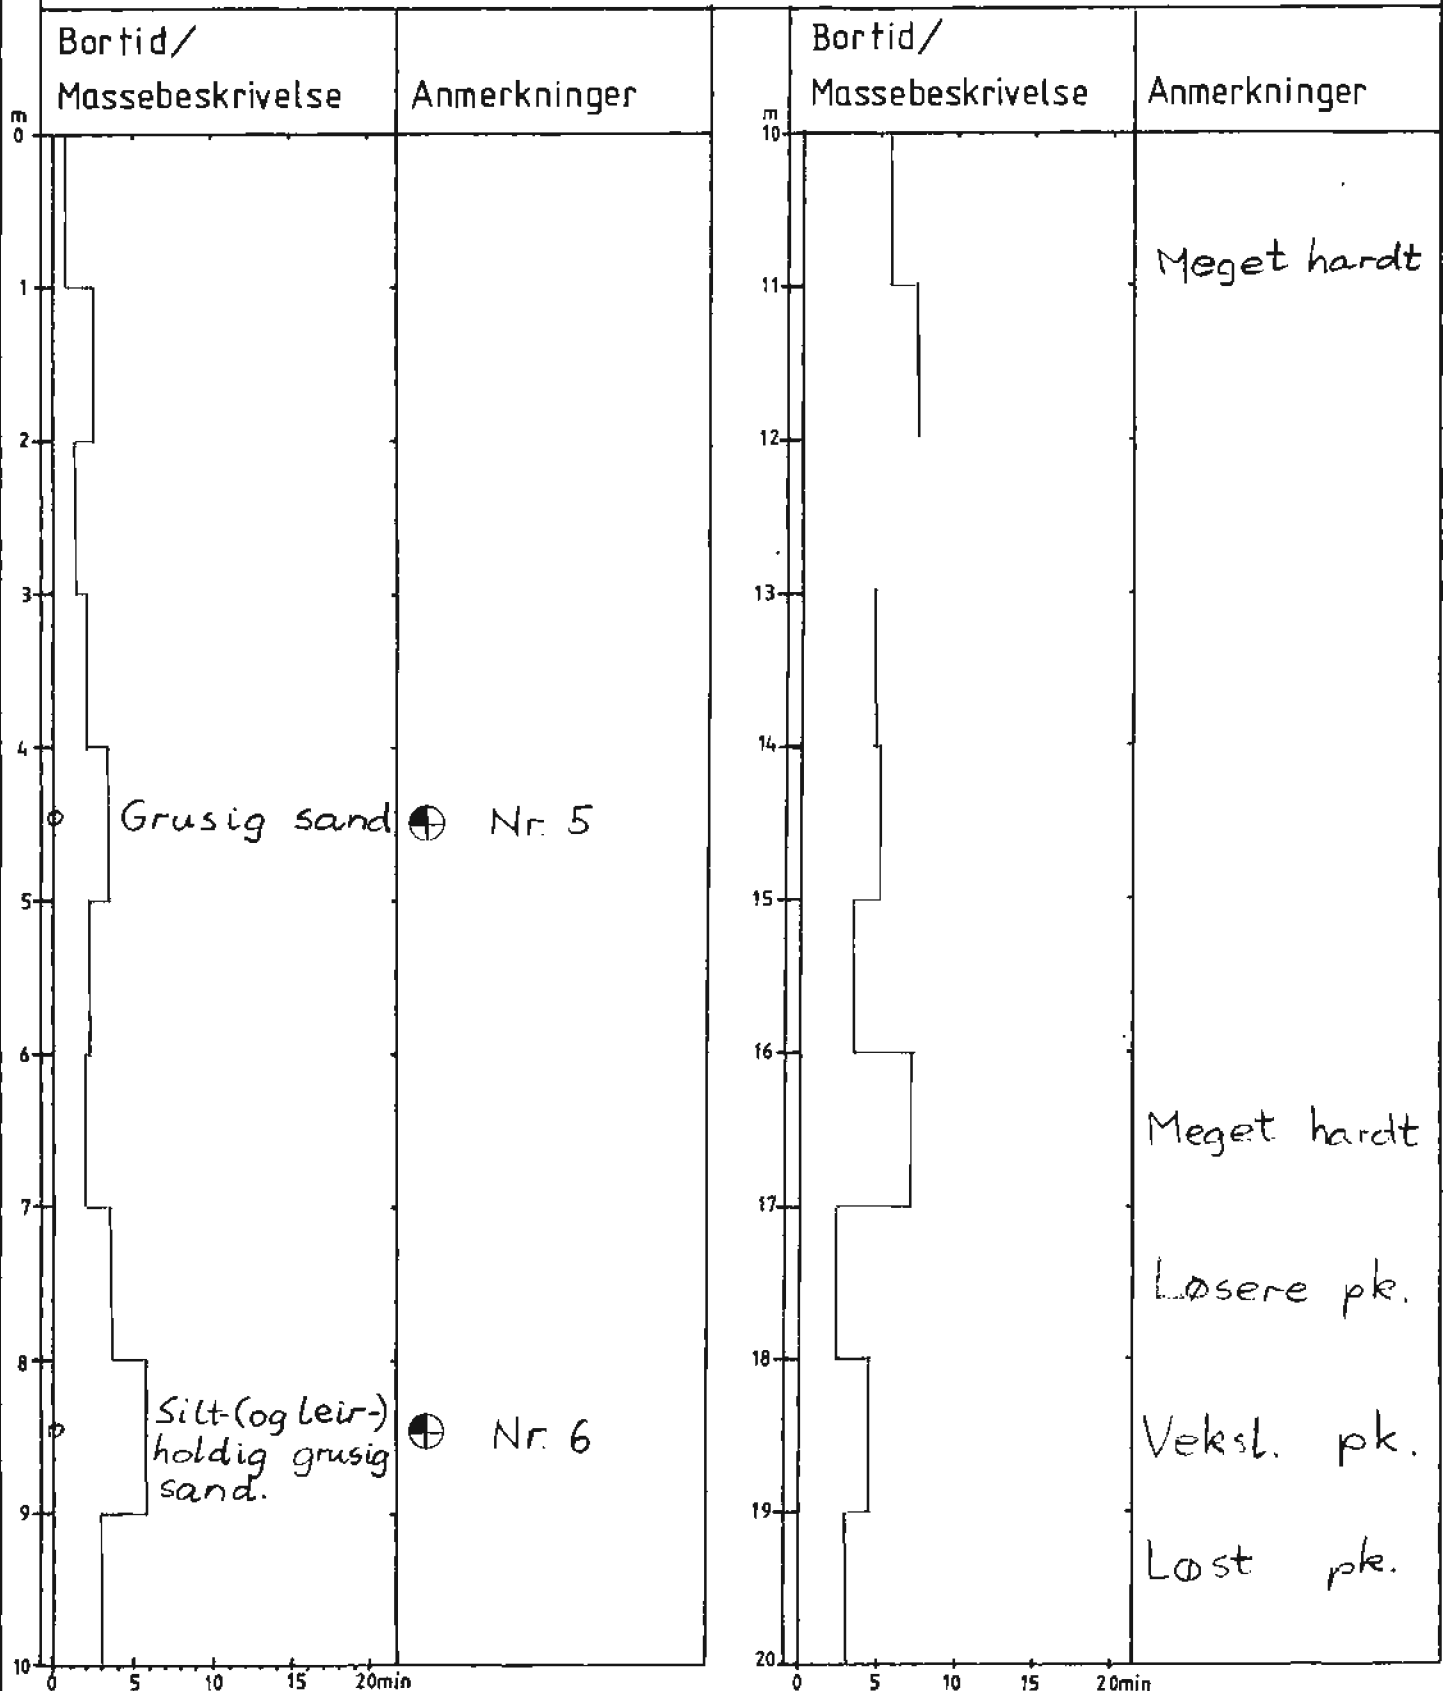 Bortid/
Massebeskrivelse
Anmerkninger
m
0
1
2
3
4
Grusig sand
Nr. 5
5
6
7
8
Silt-(og leir-)
holdig grusig
sand.
Nr. 6
9
10
0 5 10 15 20min
Bortid/
Massebeskrivelse
Anmerkninger
m
10
Meget hardt
11
12
13
14
15
16
Meget hardt
17
Løsere pk.
18
Veksl. pk.
19
Løst pk.
20
0 5 10 15 20min